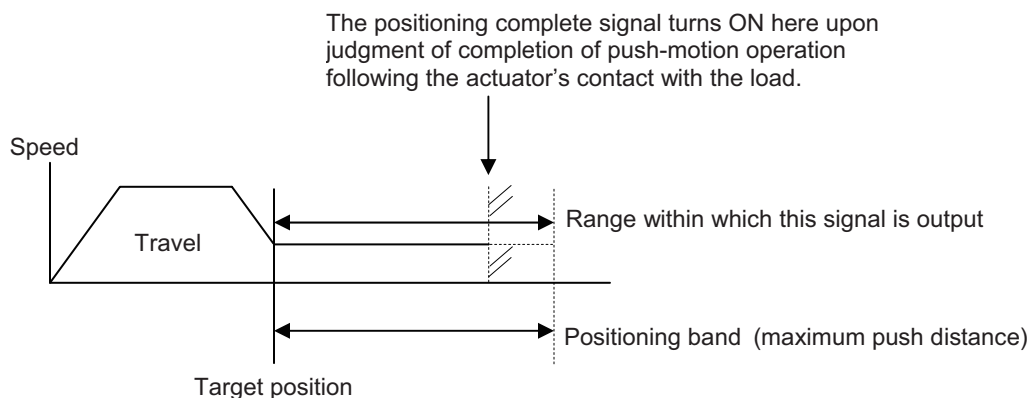 The positioning complete signal turns ON here upon
judgment of completion of push-motion operation
following the actuator's contact with the load.
Speed
Travel
Range within which this signal is output
Positioning band (maximum push distance)
Target position